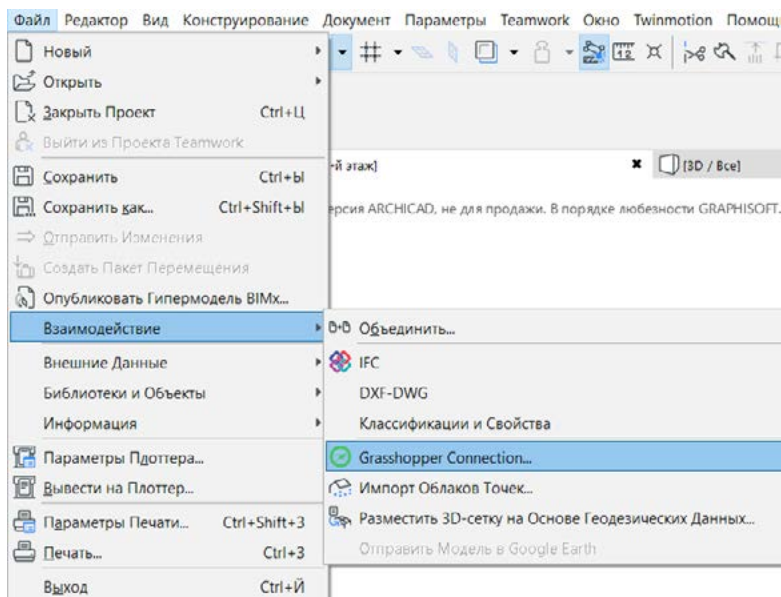 Файл Редактор Вид Конструирование Документ Параметры Teamwork Окно Twinmotion
Новый
Открыть
Закрыть Проект Ctrl+Ц
Выйти из Проекта Teamwork
Сохранить Ctrl+Ы
-й этаж]
[3D / Все]
Сохранить как... Ctrl+Shift+Ы
ерсия ARCHICAD, не для продажи. В порядке любезности GRAPHISOFT.
Отправить Изменения
Создать Пакет Перемещения
Опубликовать Гипермодель BIMx...
Взаимодействие
Внешние Данные
Библиотеки и Объекты
Информация
Параметры Плоттера...
Вывести на Плоттер...
Параметры Печати... Ctrl+Shift+З
Печать... Ctrl+З
Выход Ctrl+Й
Объединить...
IFC
DXF-DWG
Классификации и Свойства
Grasshopper Connection...
Импорт Облаков Точек...
Разместить 3D-сетку на Основе Геодезических Данных...
Отправить Модель в Google Earth